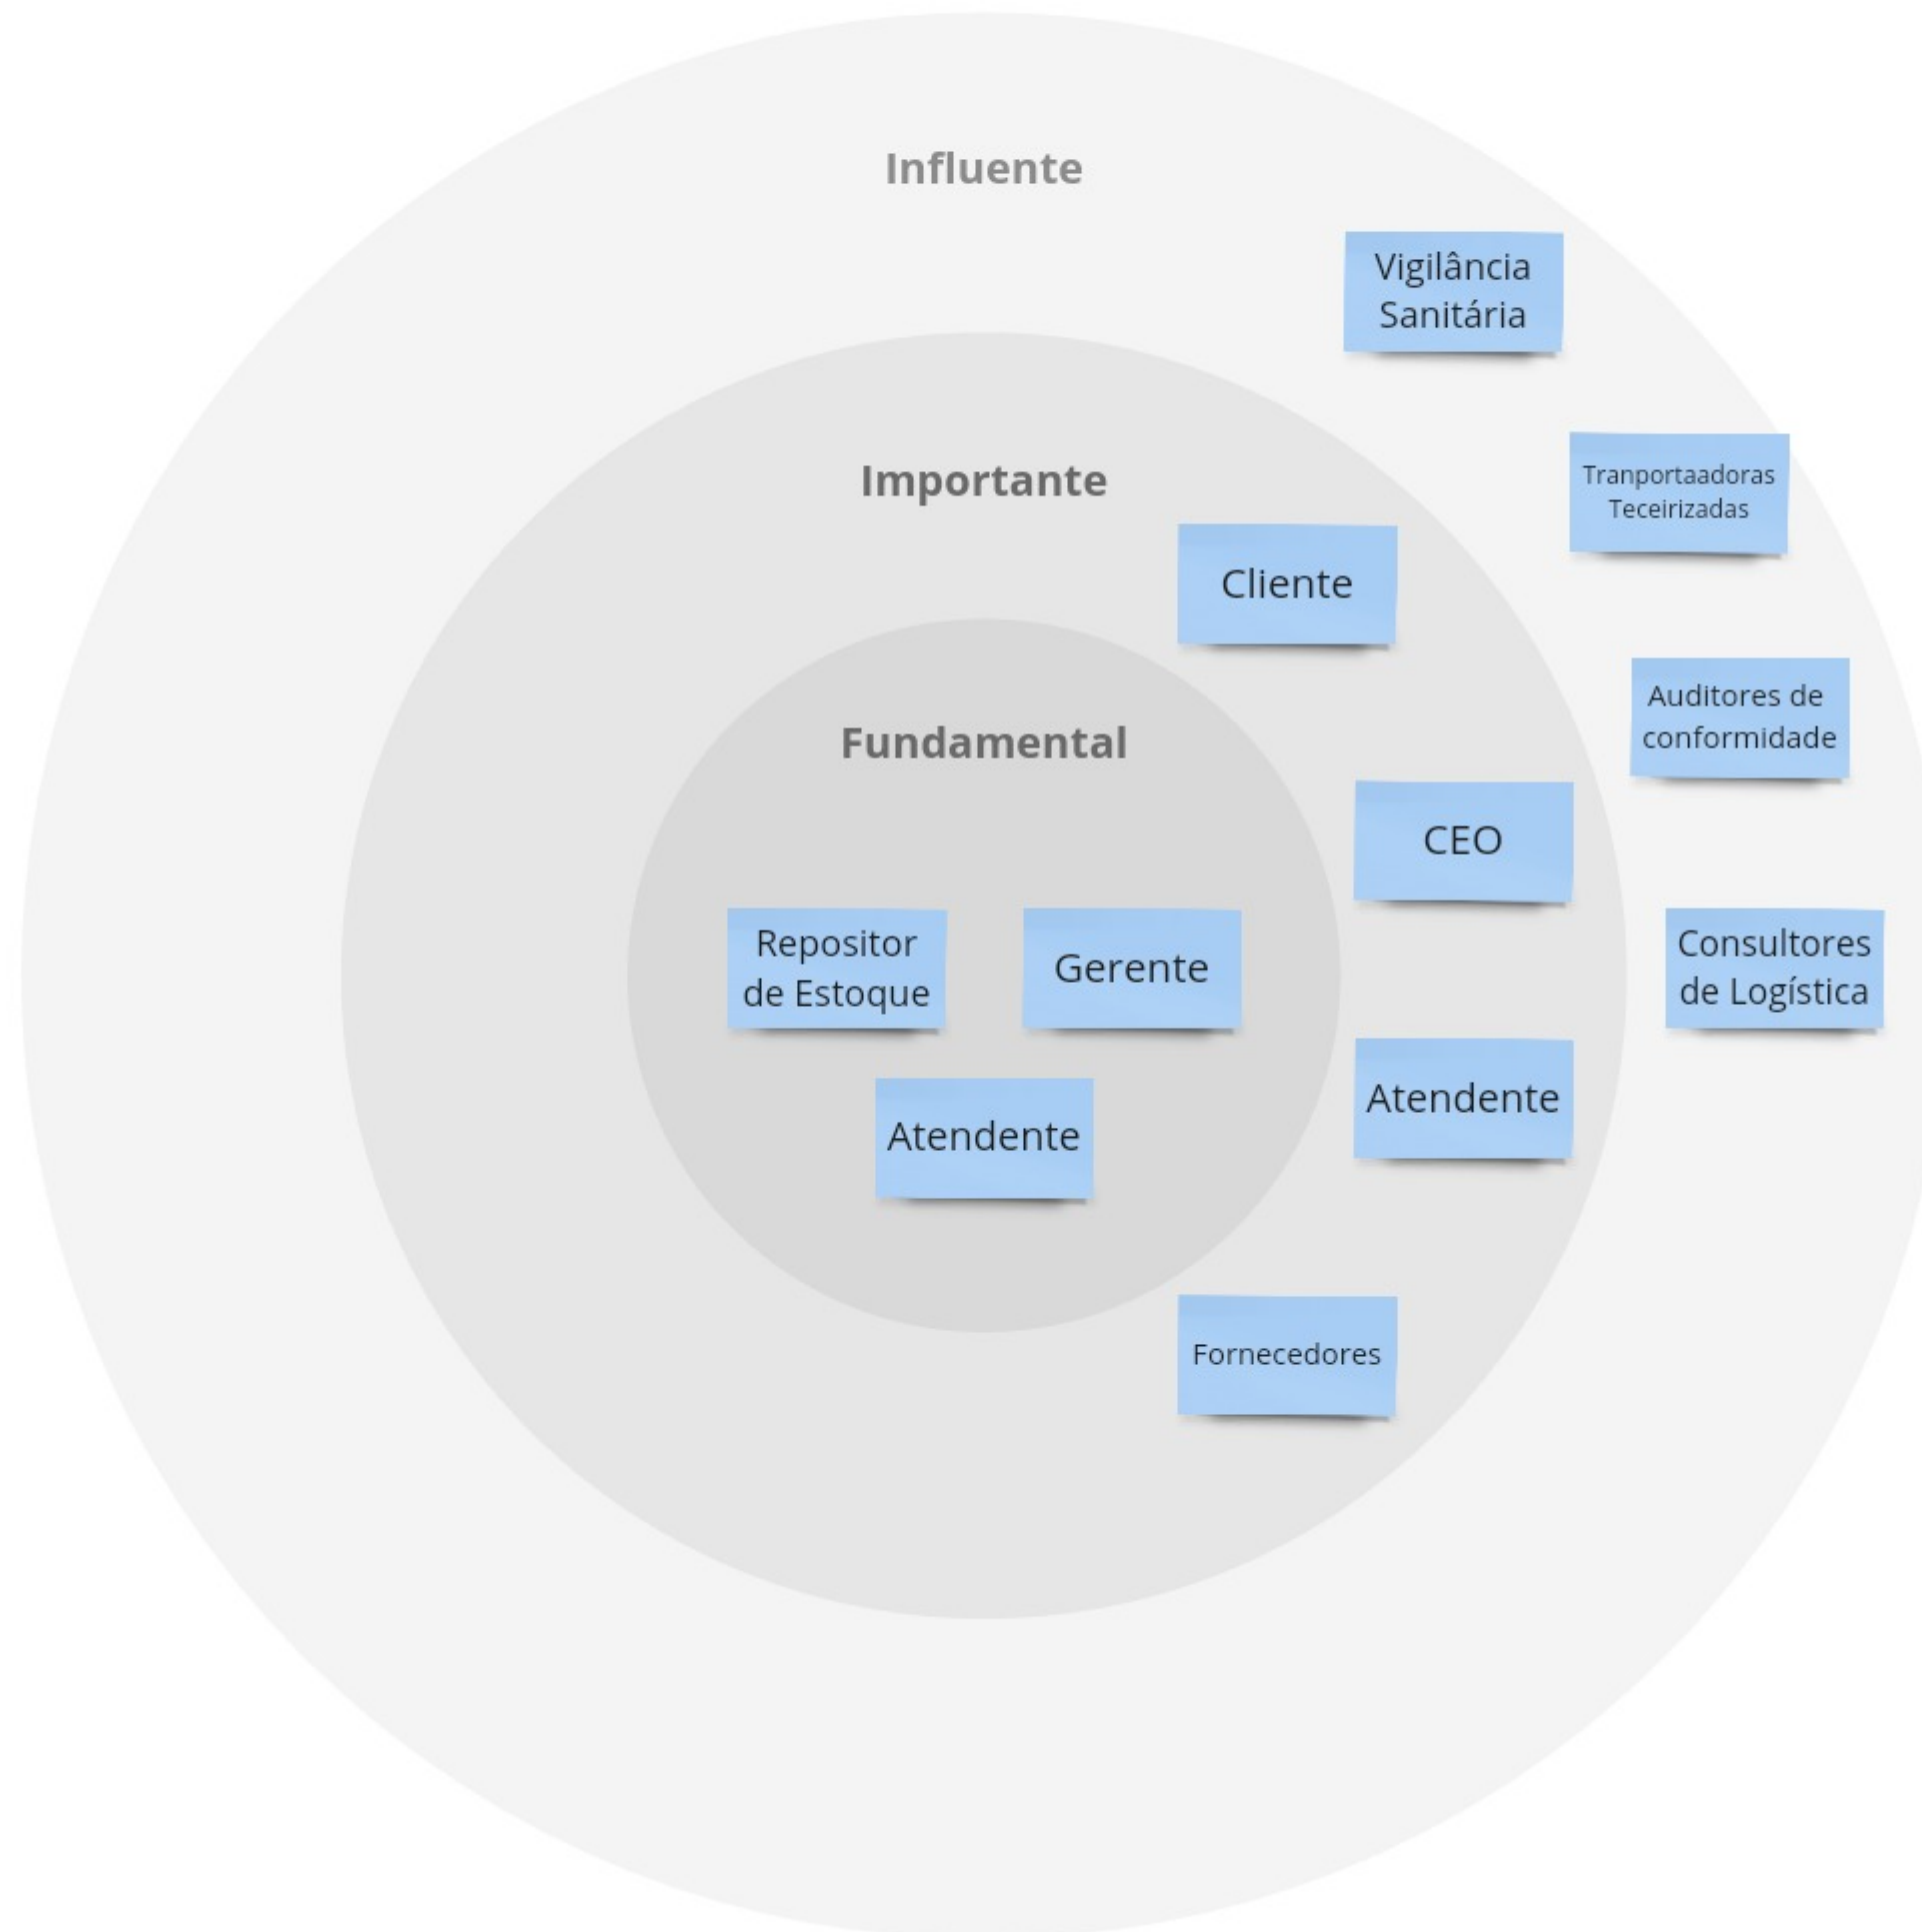 Influente
Vigilância
Sanitária
Importante
Tranportaadoras
Teceirizadas
Cliente
Auditores de
conformidade
Fundamental
CEO
Repositor
de Estoque
Gerente
Consultores
de Logística
Atendente
Atendente
Fornecedores